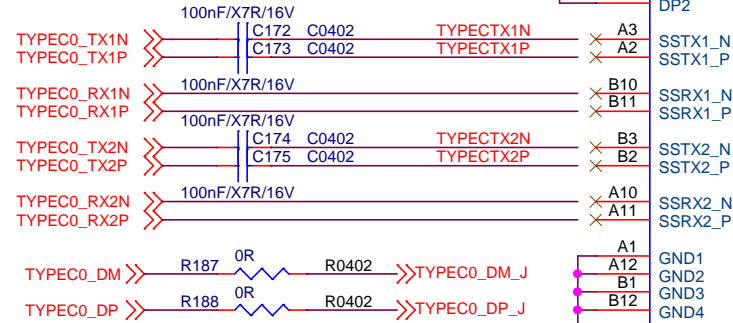 100nF/X7R/16V
DP2
TYPEC0_TX1N C172 C0402 TYPECTX1N A3 SSTX1_N
TYPEC0_TX1P C173 C0402 TYPECTX1P A2 SSTX1_P
100nF/X7R/16V
TYPEC0_RX1N B10 SSRX1_N
TYPEC0_RX1P B11 SSRX1_P
100nF/X7R/16V
TYPEC0_TX2N C174 C0402 TYPECTX2N B3 SSTX2_N
TYPEC0_TX2P C175 C0402 TYPECTX2P B2 SSTX2_P
100nF/X7R/16V
TYPEC0_RX2N A10 SSRX2_N
TYPEC0_RX2P A11 SSRX2_P
A1 GND1
0R
TYPEC0_DM R187 R0402 TYPEC0_DM_J A12 GND2
B1 GND3
0R
TYPEC0_DP R188 R0402 TYPEC0_DP_J B12 GND4